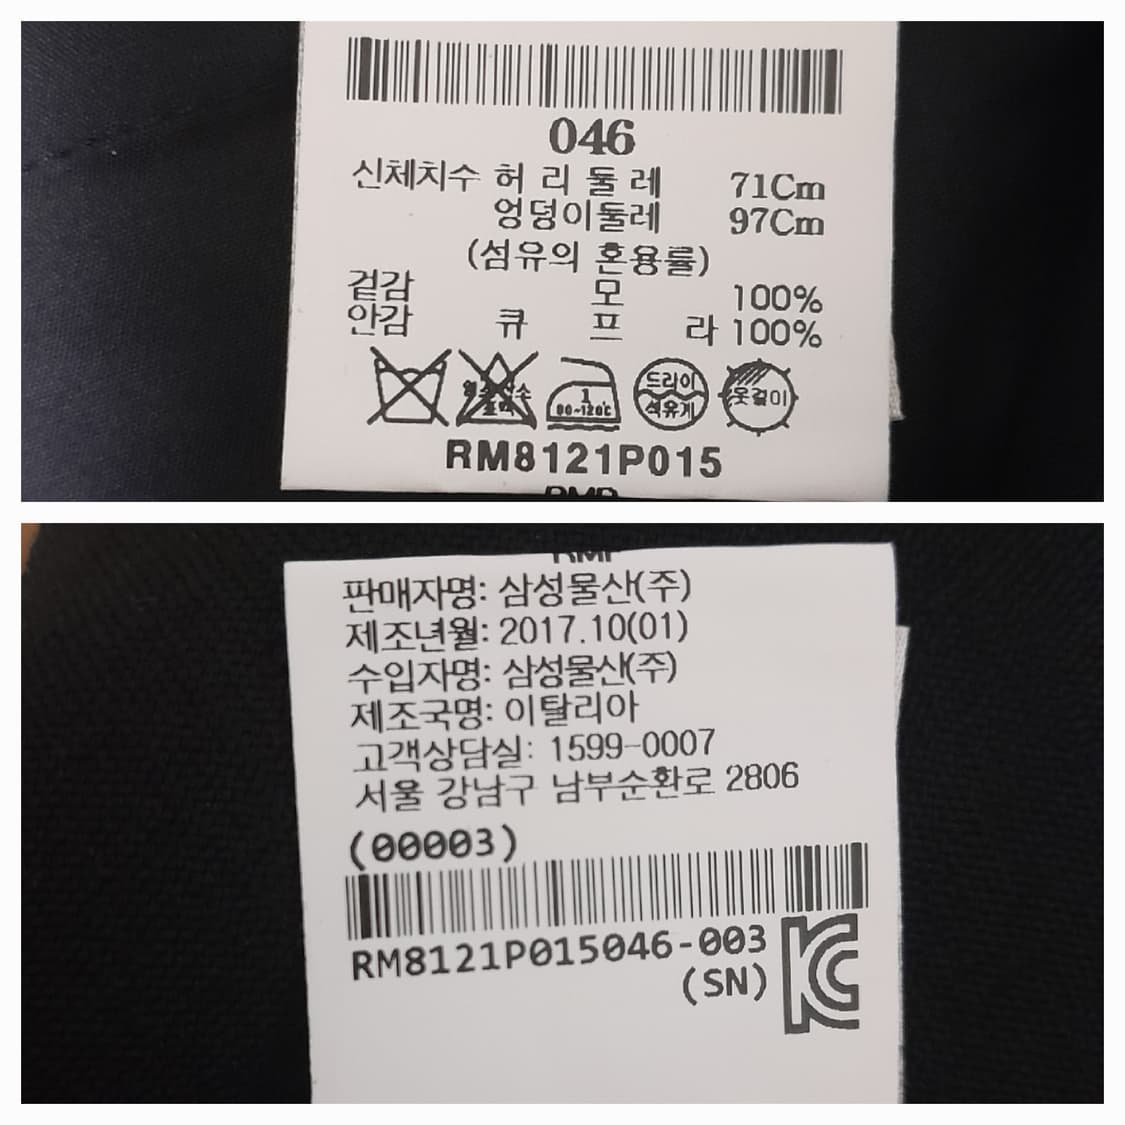 046
신체치수 허 리 둘 레 71Cm
엉덩이둘레 97Cm
(섬유의 혼용률)
겉감 모 100%
안감 큐 프 라 100%
1
80~120℃
드라이
석유계
옷걸이
RM8121P015
판매자명: 삼성물산(주)
제조년월: 2017.10(01)
수입자명: 삼성물산(주)
제조국명: 이탈리아
고객상담실: 1599-0007
서울 강남구 남부순환로 2806
(00003)
RM8121P015046-003
(SN)